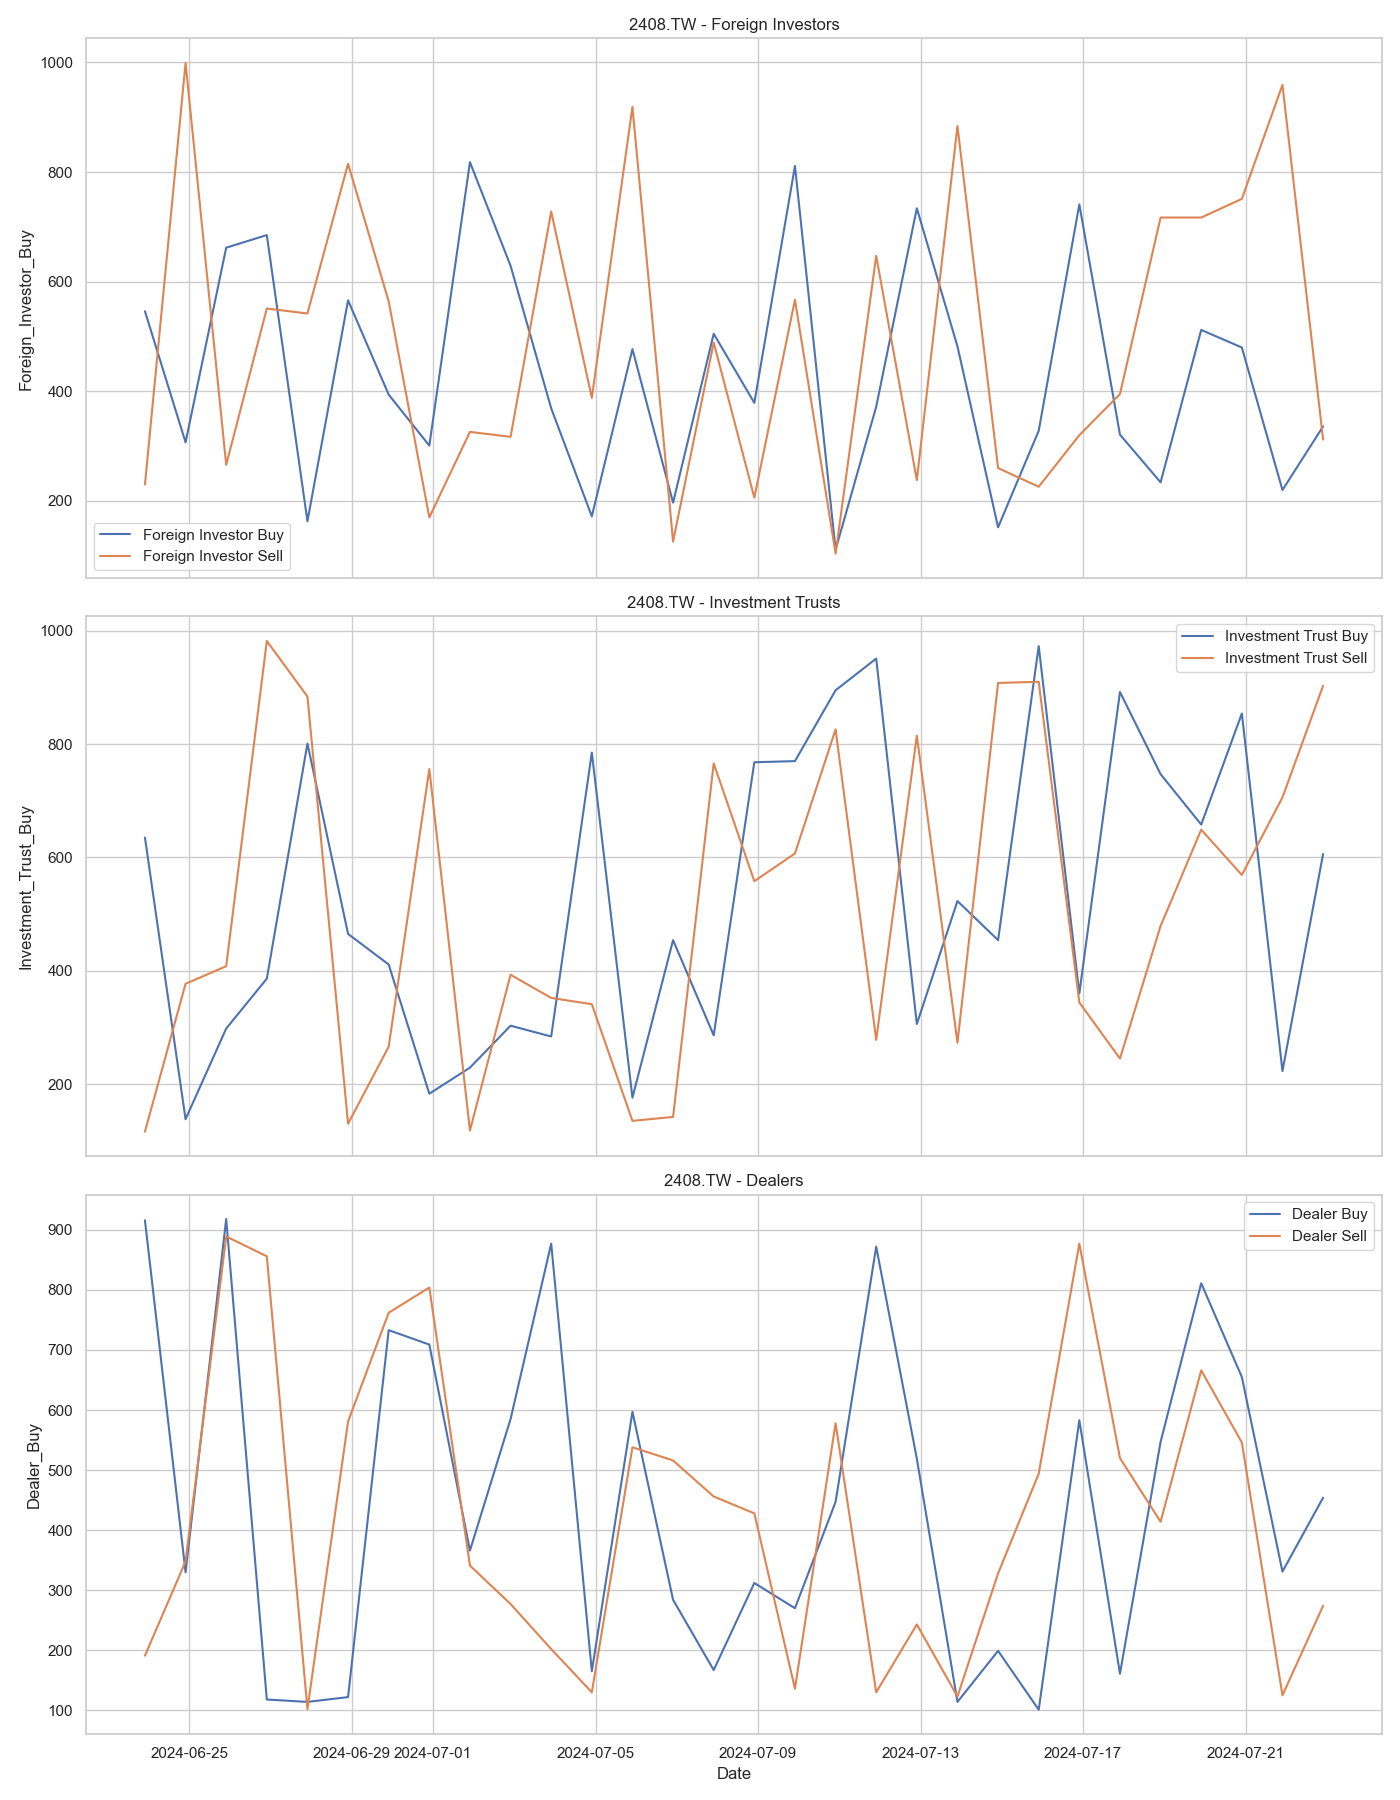 2408.TW - Foreign Investors
1000
800
600
400
200
Foreign_Investor_Buy
Foreign Investor Buy
Foreign Investor Sell
2408.TW - Investment Trusts
1000
800
600
400
200
Investment_Trust_Buy
Investment Trust Buy
Investment Trust Sell
2408.TW - Dealers
900
800
700
600
500
400
300
200
100
Dealer_Buy
Dealer Buy
Dealer Sell
2024-06-25 2024-06-29 2024-07-01 2024-07-05 2024-07-09 2024-07-13 2024-07-17 2024-07-21
Date